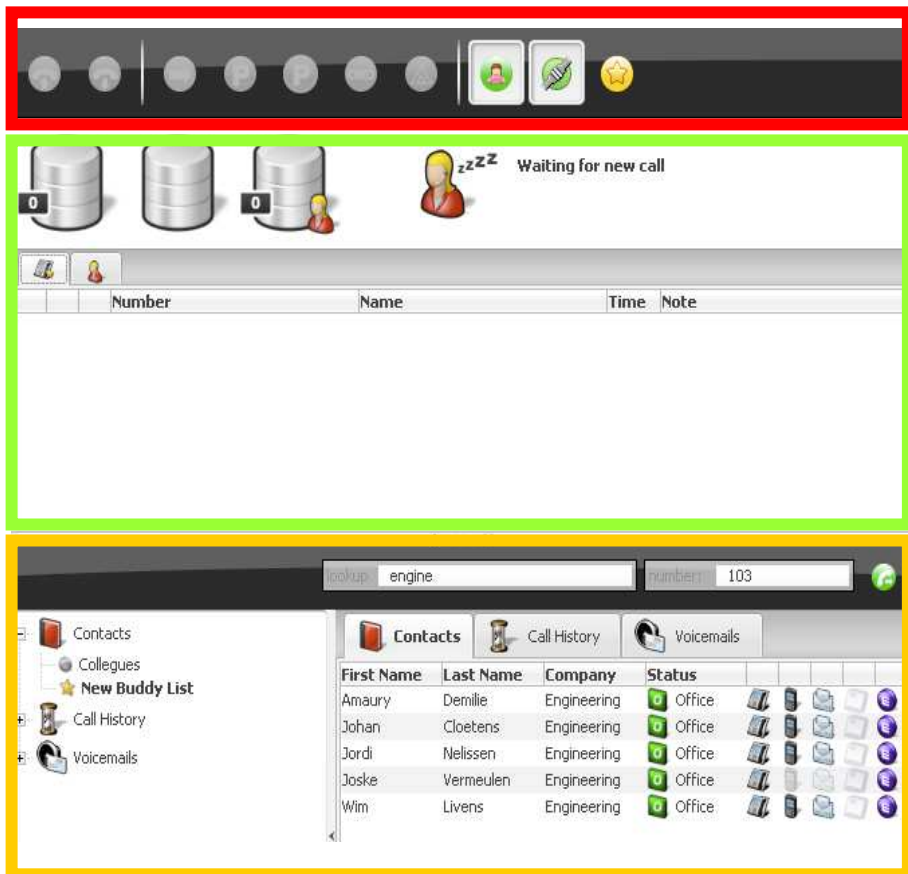 zzZZ
Waiting for new call
0
0
Number Name Time Note
lookup: engine number: 103
Contacts
Collegues
New Buddy List
Call History
Voicemails
Contacts Call History Voicemails
First Name Last Name Company Status
Amaury Demilie Engineering Office
Johan Cloetens Engineering Office
Jordi Nelissen Engineering Office
Joske Vermeulen Engineering Office
Wim Livens Engineering Office